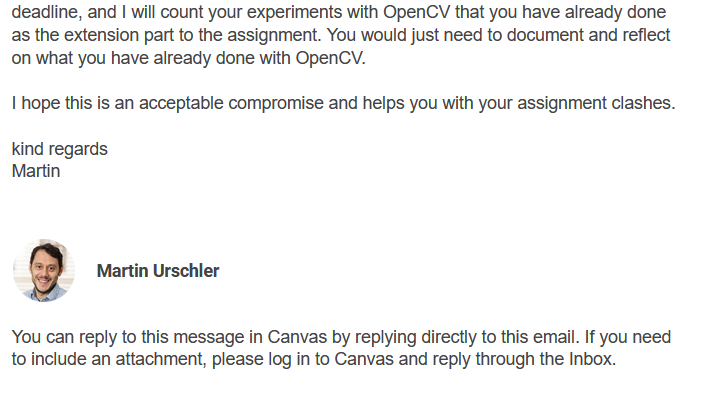 deadline, and I will count your experiments with OpenCV that you have already done
as the extension part to the assignment. You would just need to document and reflect
on what you have already done with OpenCV.
I hope this is an acceptable compromise and helps you with your assignment clashes.
kind regards
Martin
Martin Urschler
You can reply to this message in Canvas by replying directly to this email. If you need
to include an attachment, please log in to Canvas and reply through the Inbox.